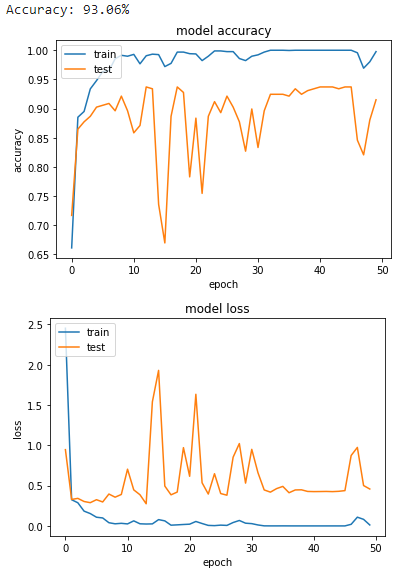 Accuracy: 93.06%
model accuracy
train
test
1.00
0.95
0.90
0.85
0.80
0.75
0.70
0.65
accuracy
0 10 20 30 40 50
epoch
model loss
train
test
2.5
2.0
1.5
1.0
0.5
0.0
loss
0 10 20 30 40 50
epoch